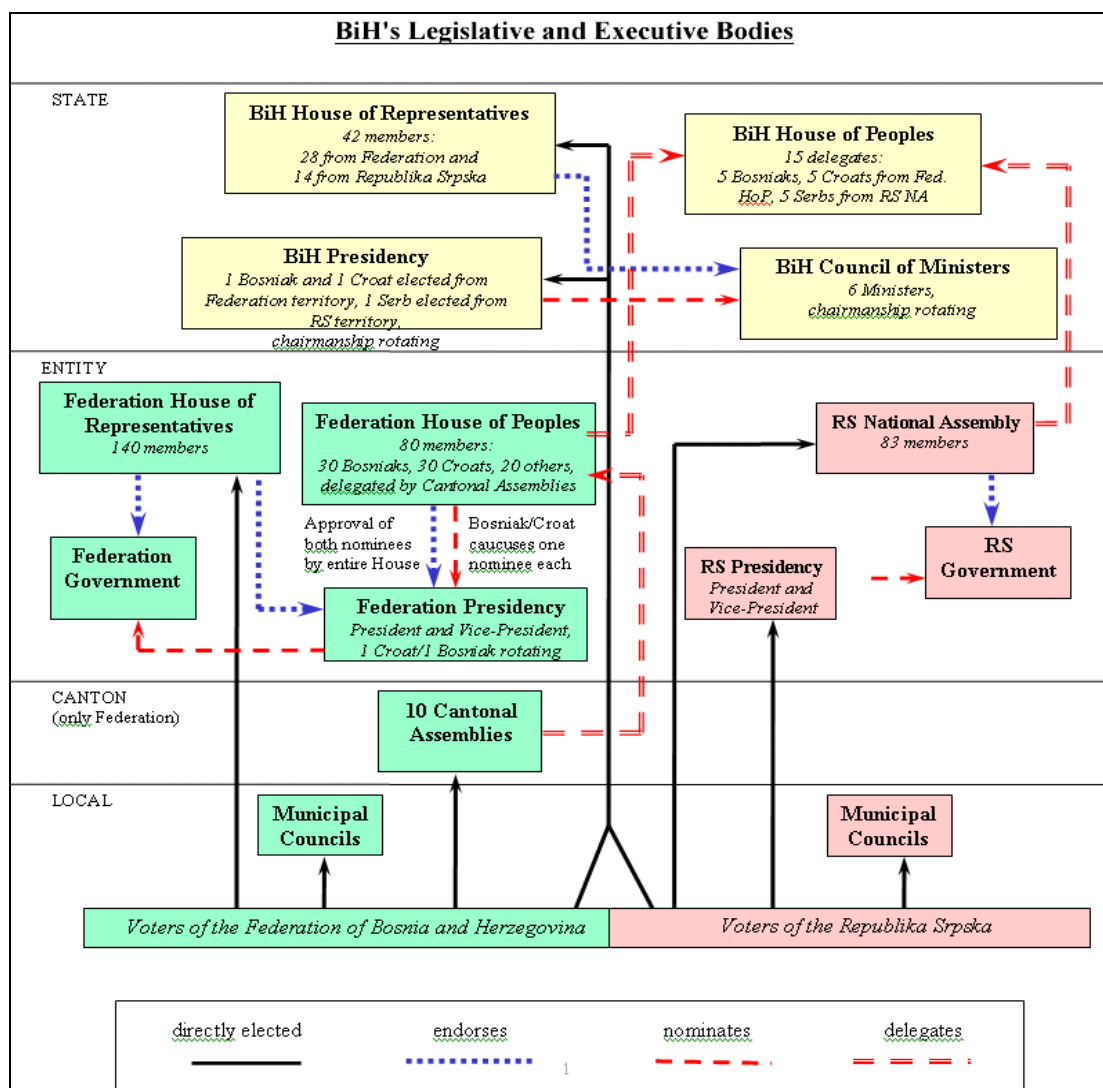 BiH's Legislative and Executive Bodies
STATE
BiH House of Representatives
42 members:
28 from Federation and
14 from Republika Srpska
BiH House of Peoples
15 delegates:
5 Bosniaks, 5 Croats from Fed.
HoP, 5 Serbs from RS NA
BiH Presidency
1 Bosniak and 1 Croat elected from
Federation territory, 1 Serb elected from
RS territory,
chairmanship rotating
BiH Council of Ministers
6 Ministers,
chairmanship rotating
ENTITY
Federation House of
Representatives
140 members
Federation House of Peoples
80 members:
30 Bosniaks, 30 Croats, 20 others,
delegated by Cantonal Assemblies
RS National Assembly
83 members
Approval of
both nominees
by entire House
Bosniak/Croat
caucuses one
nominee each
Federation
Government
RS Presidency
President and
Vice-President
RS
Government
Federation Presidency
President and Vice-President,
1 Croat/1 Bosniak rotating
CANTON
(only Federation)
10 Cantonal
Assemblies
LOCAL
Municipal
Councils
Municipal
Councils
Voters of the Federation of Bosnia and Herzegovina
Voters of the Republika Srpska
directly elected
endorses
nominates
delegates
1